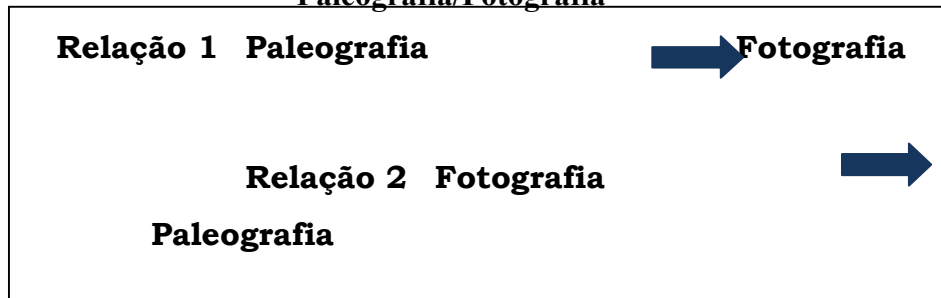 Paleografia/Fotografia
Relação 1 Paleografia Fotografia
Relação 2 Fotografia
Paleografia